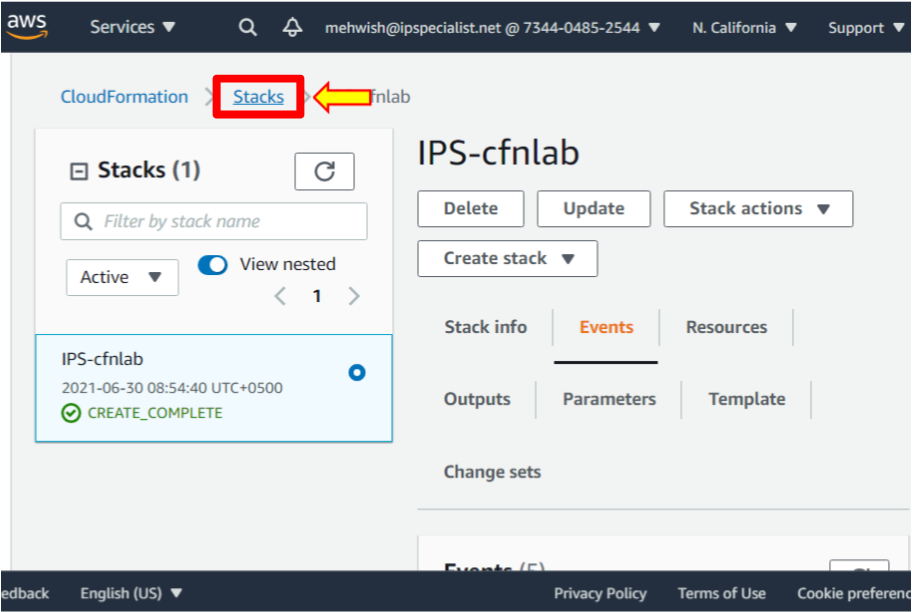 aws Services mehwish@ipspecialist.net @ 7344-0485-2544 N. California Support
CloudFormation Stacks fnlab
Stacks (1)
Filter by stack name
Active View nested
1
IPS-cfnlab
2021-06-30 08:54:40 UTC+0500
CREATE_COMPLETE
IPS-cfnlab
Delete Update Stack actions
Create stack
Stack info Events Resources
Outputs Parameters Template
Change sets
Events (5)
edback English (US) Privacy Policy Terms of Use Cookie preferenc